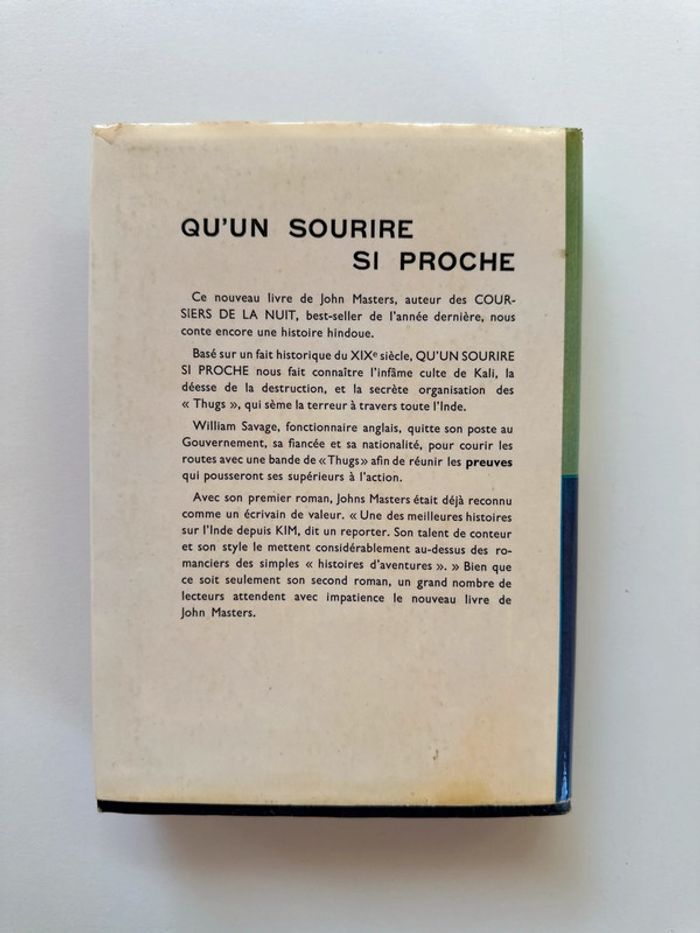 QU'UN SOURIRE
SI PROCHE
Ce nouveau livre de John Masters, auteur des COUR-
SIERS DE LA NUIT, best-seller de l'année dernière, nous
conte encore une histoire hindoue.
Basé sur un fait historique du XIXe siècle, QU'UN SOURIRE
SI PROCHE nous fait connaître l'infâme culte de Kali, la
déesse de la destruction, et la secrète organisation des
« Thugs », qui sème la terreur à travers toute l'Inde.
William Savage, fonctionnaire anglais, quitte son poste au
Gouvernement, sa fiancée et sa nationalité, pour courir les
routes avec une bande de « Thugs » afin de réunir les preuves
qui pousseront ses supérieurs à l'action.
Avec son premier roman, Johns Masters était déjà reconnu
comme un écrivain de valeur. « Une des meilleures histoires
sur l'Inde depuis KIM, dit un reporter. Son talent de conteur
et son style le mettent considérablement au-dessus des ro-
manciers des simples « histoires d'aventures ». » Bien que
ce soit seulement son second roman, un grand nombre de
lecteurs attendent avec impatience le nouveau livre de
John Masters.